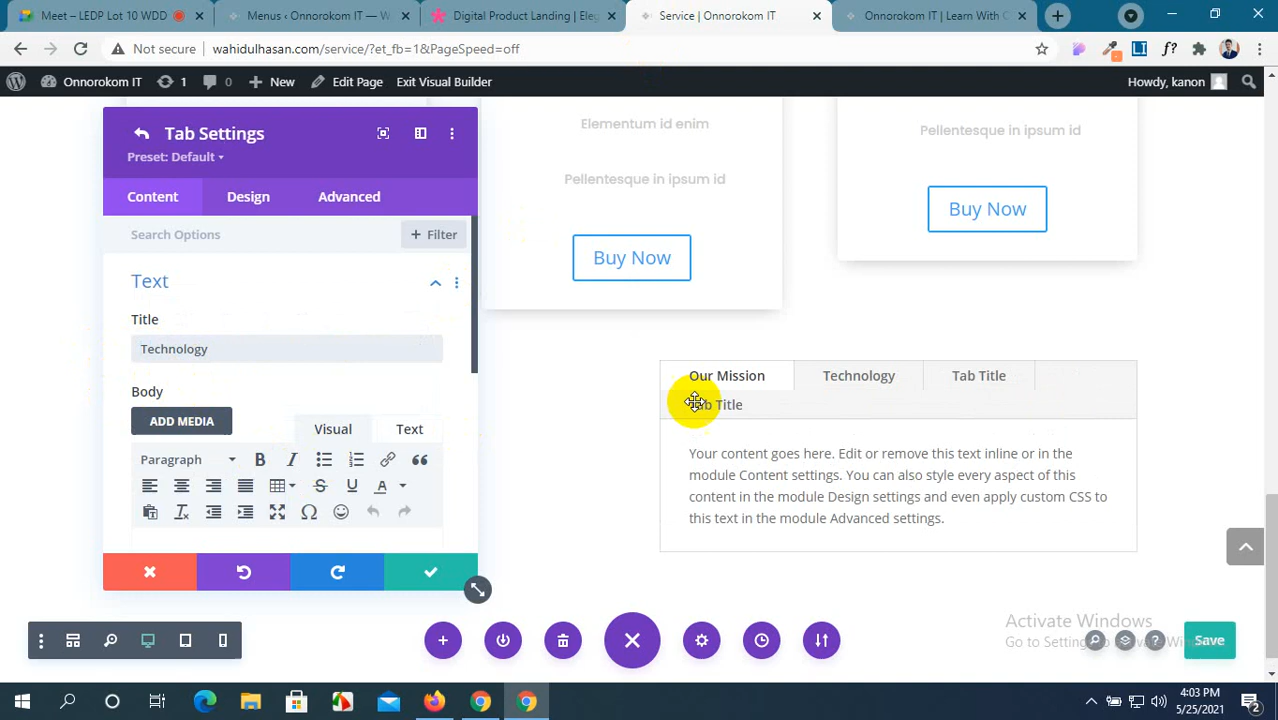 Meet – LEDP Lot 10 WDD
Menus ‹ Onnorokom IT — W
Digital Product Landing | Eleg
Service | Onnorokom IT
Onnorokom IT | Learn With C
Not secure
wahidulhasan.com/service/?et_fb=1&PageSpeed=off
Onnorokom IT
1
0
New
Edit Page
Exit Visual Builder
Howdy, kanon
Tab Settings
Preset: Default
Content
Design
Advanced
Search Options
+ Filter
Text
Title
Technology
Body
ADD MEDIA
Visual
Text
Paragraph
Elementum id enim
Pellentesque in ipsum id
Buy Now
Pellentesque in ipsum id
Buy Now
Our Mission
Technology
Tab Title
Tab Title
Your content goes here. Edit or remove this text inline or in the
module Content settings. You can also style every aspect of this
content in the module Design settings and even apply custom CSS to
this text in the module Advanced settings.
Activate Windows
Save
4:03 PM
5/25/2021
2